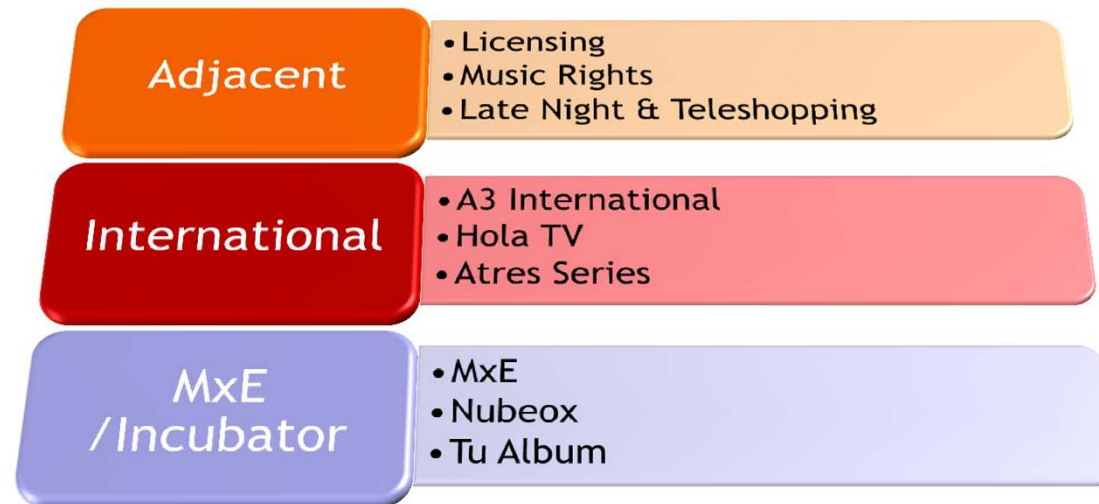 Adjacent
• Licensing
• Music Rights
• Late Night & Teleshopping
International
• A3 International
• Hola TV
• Atres Series
MxE
/Incubator
• MxE
• Nubeox
• Tu Album